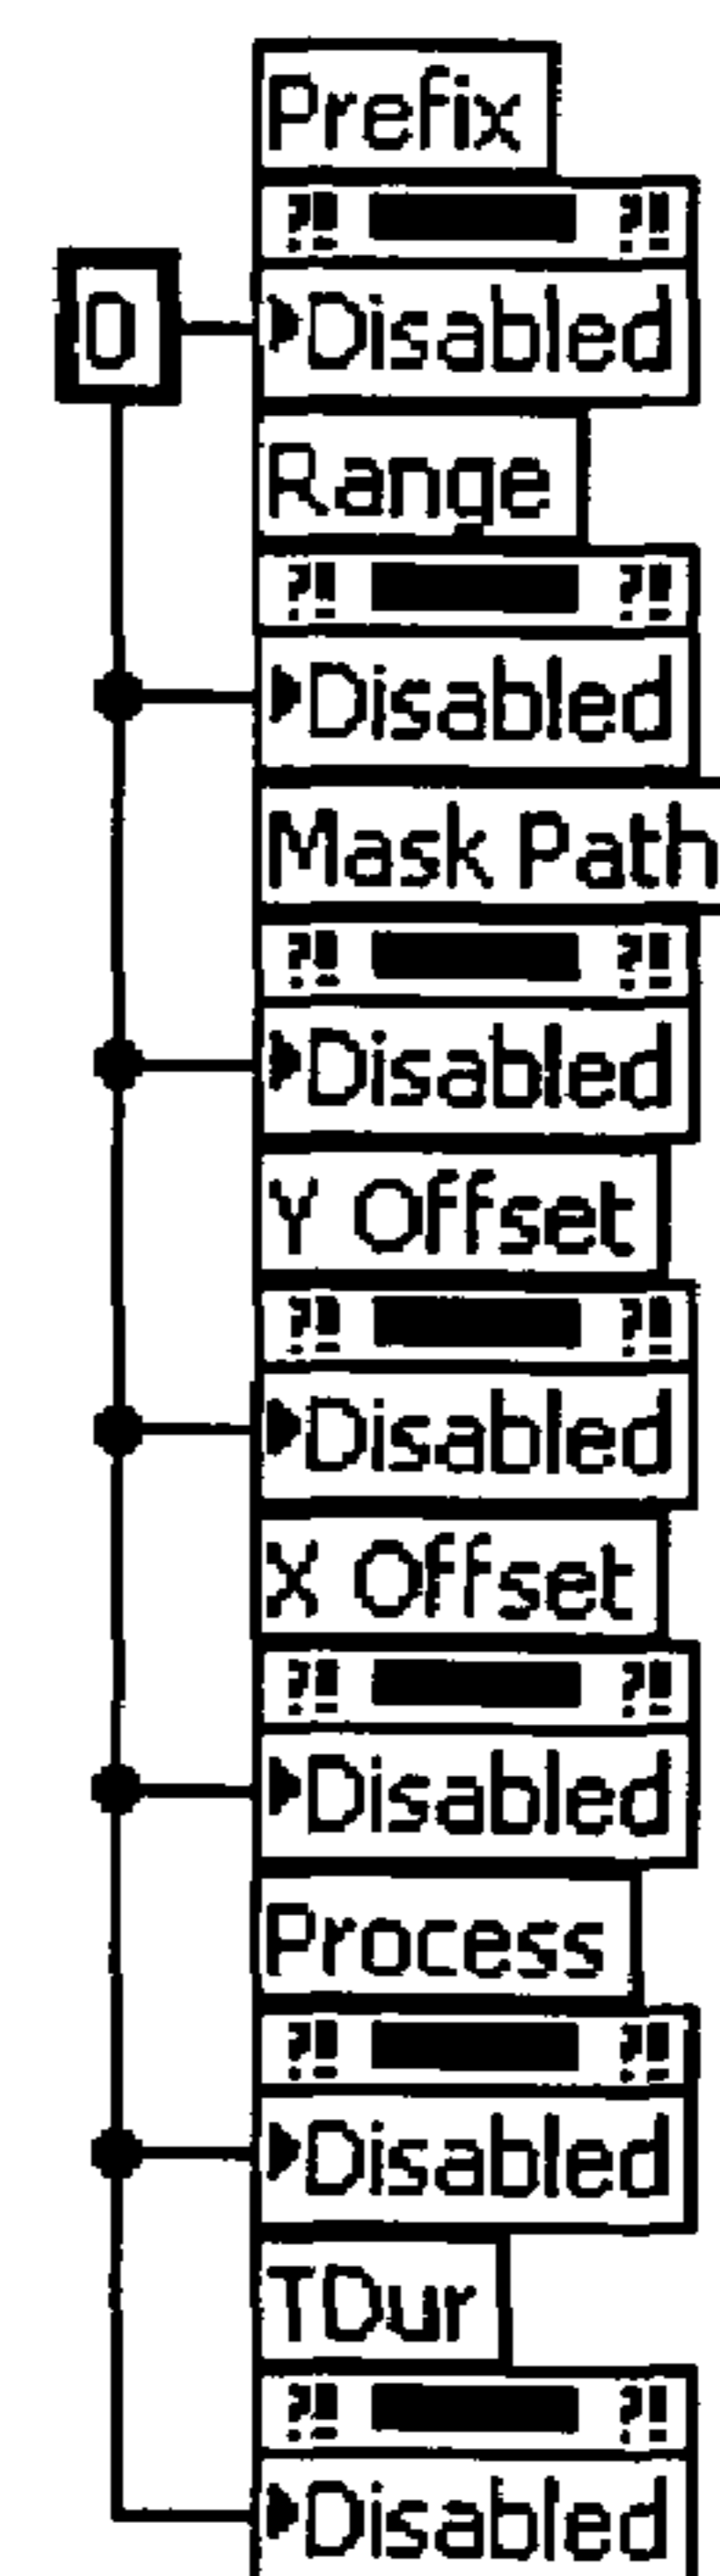 Prefix
?! ?!
0
Disabled
Range
?! ?!
Disabled
Mask Path
?! ?!
Disabled
Y Offset
?! ?!
Disabled
X Offset
?! ?!
Disabled
Process
?! ?!
Disabled
TDur
?! ?!
Disabled